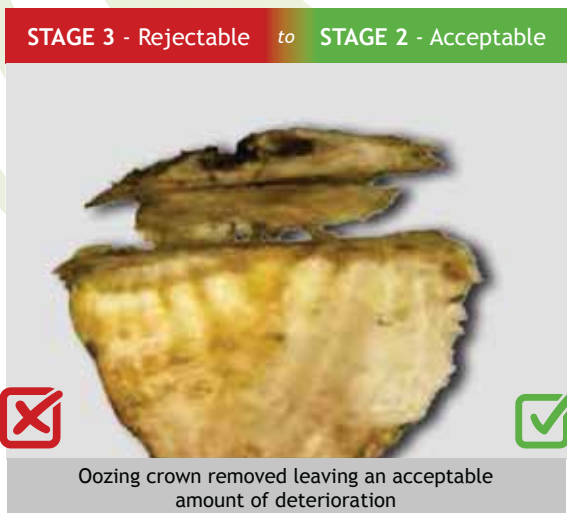 STAGE 3 - Rejectable to STAGE 2 - Acceptable
Oozing crown removed leaving an acceptable
amount of deterioration